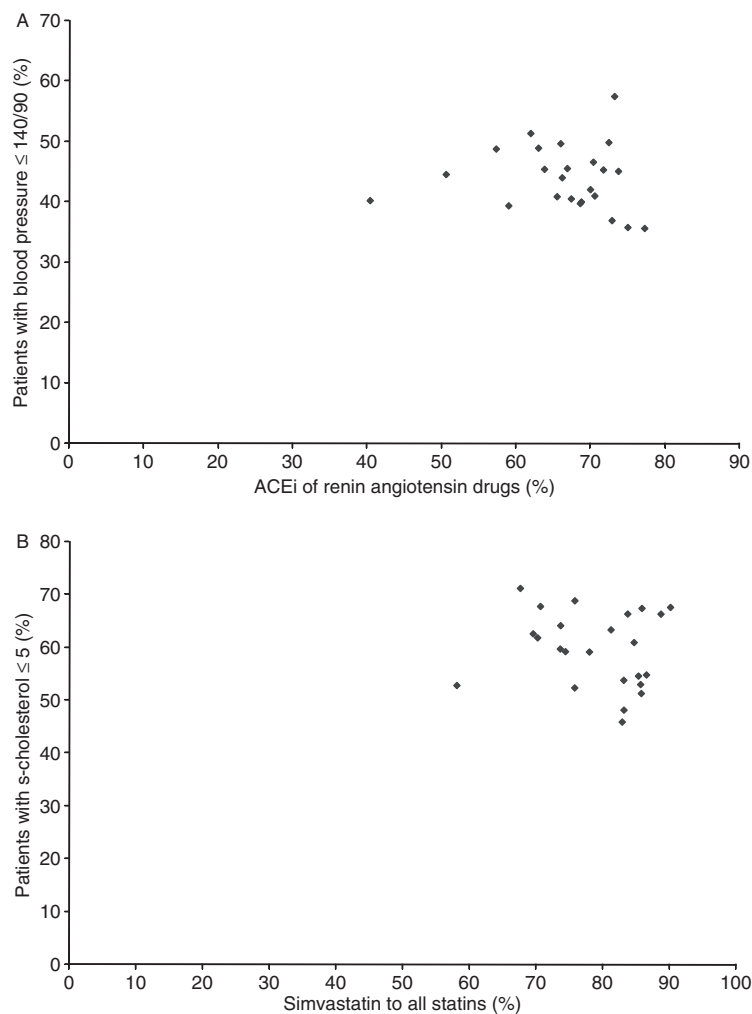 A
Patients with blood pressure ≤ 140/90 (%)
70
60
50
40
30
20
10
0
0 10 20 30 40 50 60 70 80 90
ACEi of renin angiotensin drugs (%)
B
Patients with s-cholesterol ≤ 5 (%)
80
70
60
50
40
30
20
10
0
0 10 20 30 40 50 60 70 80 90 100
Simvastatin to all statins (%)